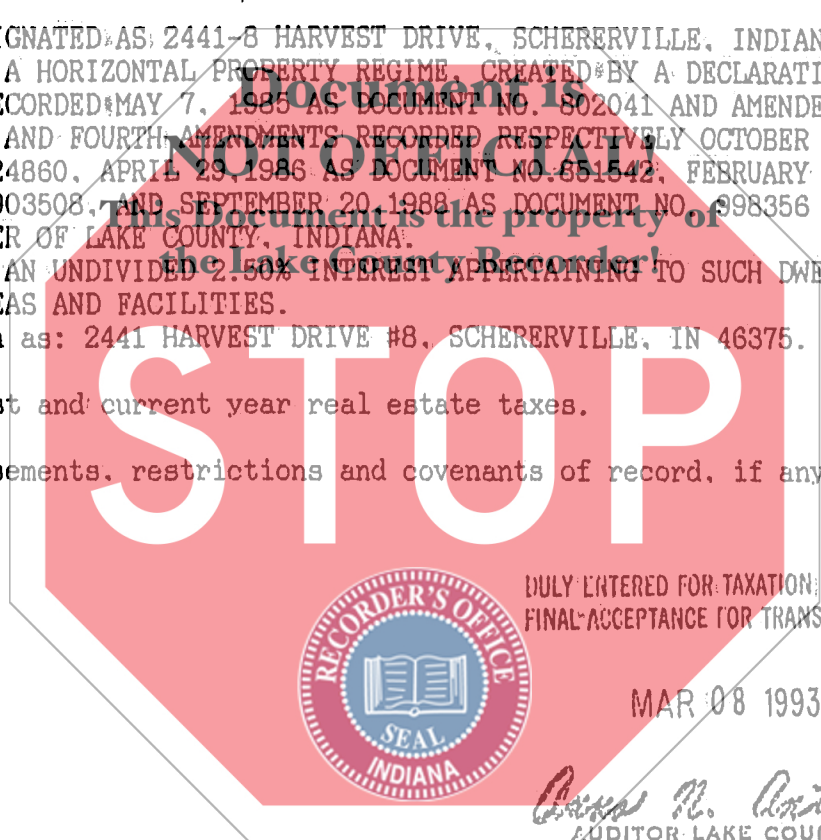 IGNATED AS 2441-8 HARVEST DRIVE, SCHERERVILLE, INDIAN
A HORIZONTAL PROPERTY REGIME, CREATED BY A DECLARATI
CORDED MAY 7, 1985 AS DOCUMENT NO. 802041 AND AMENDE
Document is
AND FOURTH AMENDMENTS RECORDED RESPECTIVELY OCTOBER
NOT OFFICIAL!
24860, APRIL 29, 1986 AS DOCUMENT NO. 851542, FEBRUARY
903508, AND SEPTEMBER 20, 1988 AS DOCUMENT NO. 998356
This Document is the property of
ER OF LAKE COUNTY, INDIANA.
the Lake County Recorder!
AN UNDIVIDED 2.50% INTEREST APPERTAINING TO SUCH DWE
EAS AND FACILITIES.
as: 2441 HARVEST DRIVE #8, SCHERERVILLE, IN 46375.
STOP
st and current year real estate taxes.
sements, restrictions and covenants of record, if any
DULY ENTERED FOR TAXATION
FINAL ACCEPTANCE FOR TRANS
RECORDER'S OFFICE
SEAL
INDIANA
MAR 08 1993
AUDITOR LAKE COU